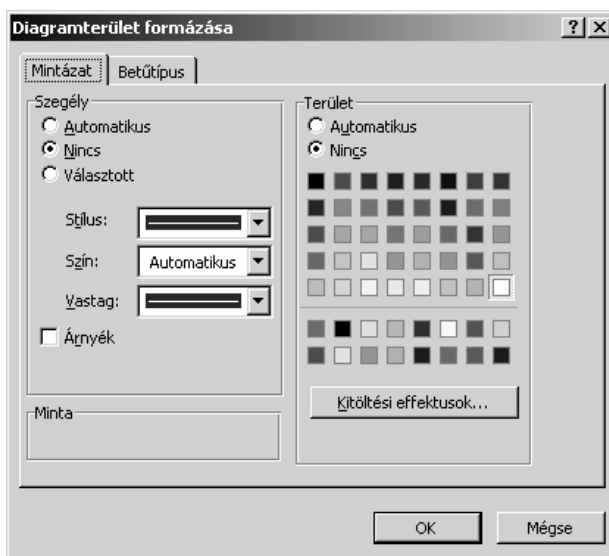 Diagramterület formázása
Mintázat
Betűtípus
Szegély
Automatikus
Nincs
Választott
Stílus:
Szín:
Automatikus
Vastag:
Árnyék
Minta
Terület
Automatikus
Nincs
Kitöltési effektusok...
OK
Mégse